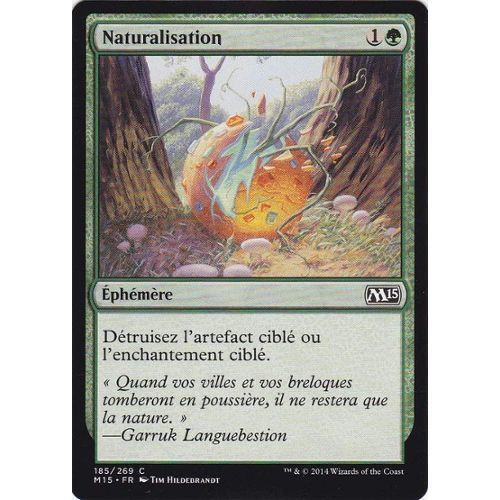 Naturalisation 1
Éphémère M15
Détruisez l'artefact ciblé ou
l'enchantement ciblé.
« Quand vos villes et vos breloques
tomberont en poussière, il ne restera que
la nature. »
—Garruk Languebestion
185/269 C
M15 • FR Tim Hildebrandt ™ & © 2014 Wizards of the Coast